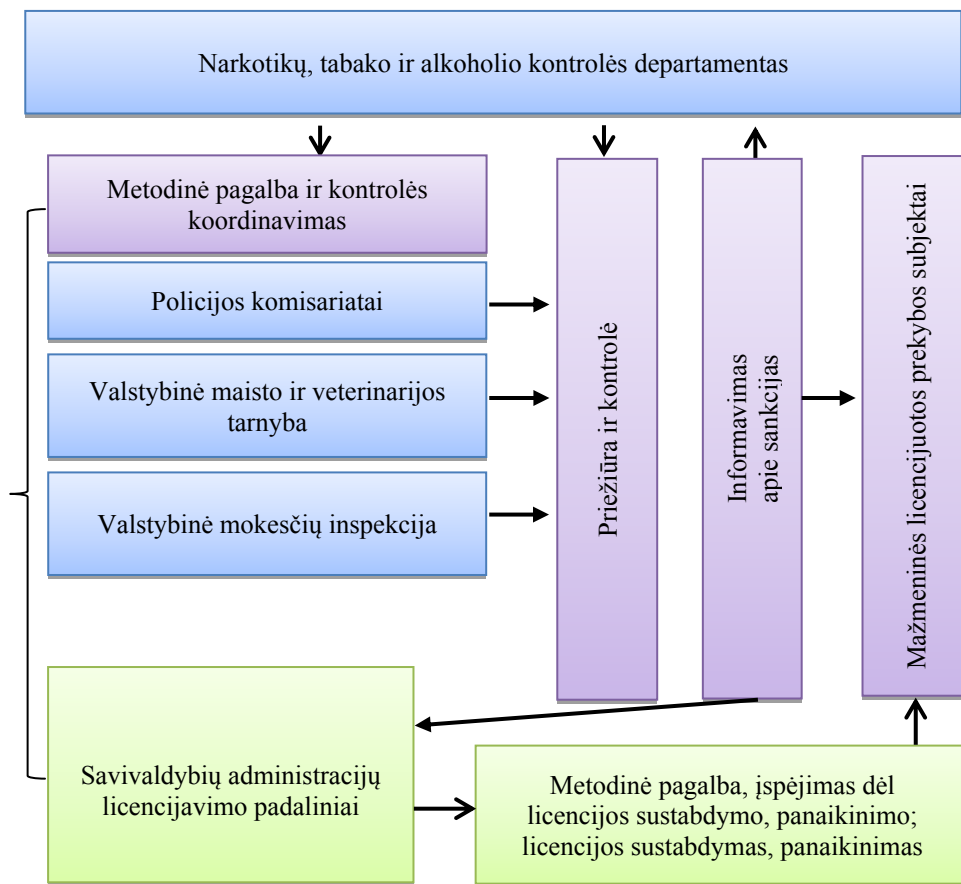 Narkotikų, tabako ir alkoholio kontrolės departamentas
Metodinė pagalba ir kontrolės
koordinavimas
Policijos komisariatai
Valstybinė maisto ir veterinarijos
tarnyba
Valstybinė mokesčių inspekcija
Priežiūra ir kontrolė
Informavimas
apie sankcijas
Mažmeninės licencijuotos prekybos subjektai
Savivaldybių administracijų
licencijavimo padaliniai
Metodinė pagalba, įspėjimas dėl
licencijos sustabdymo, panaikinimo;
licencijos sustabdymas, panaikinimas